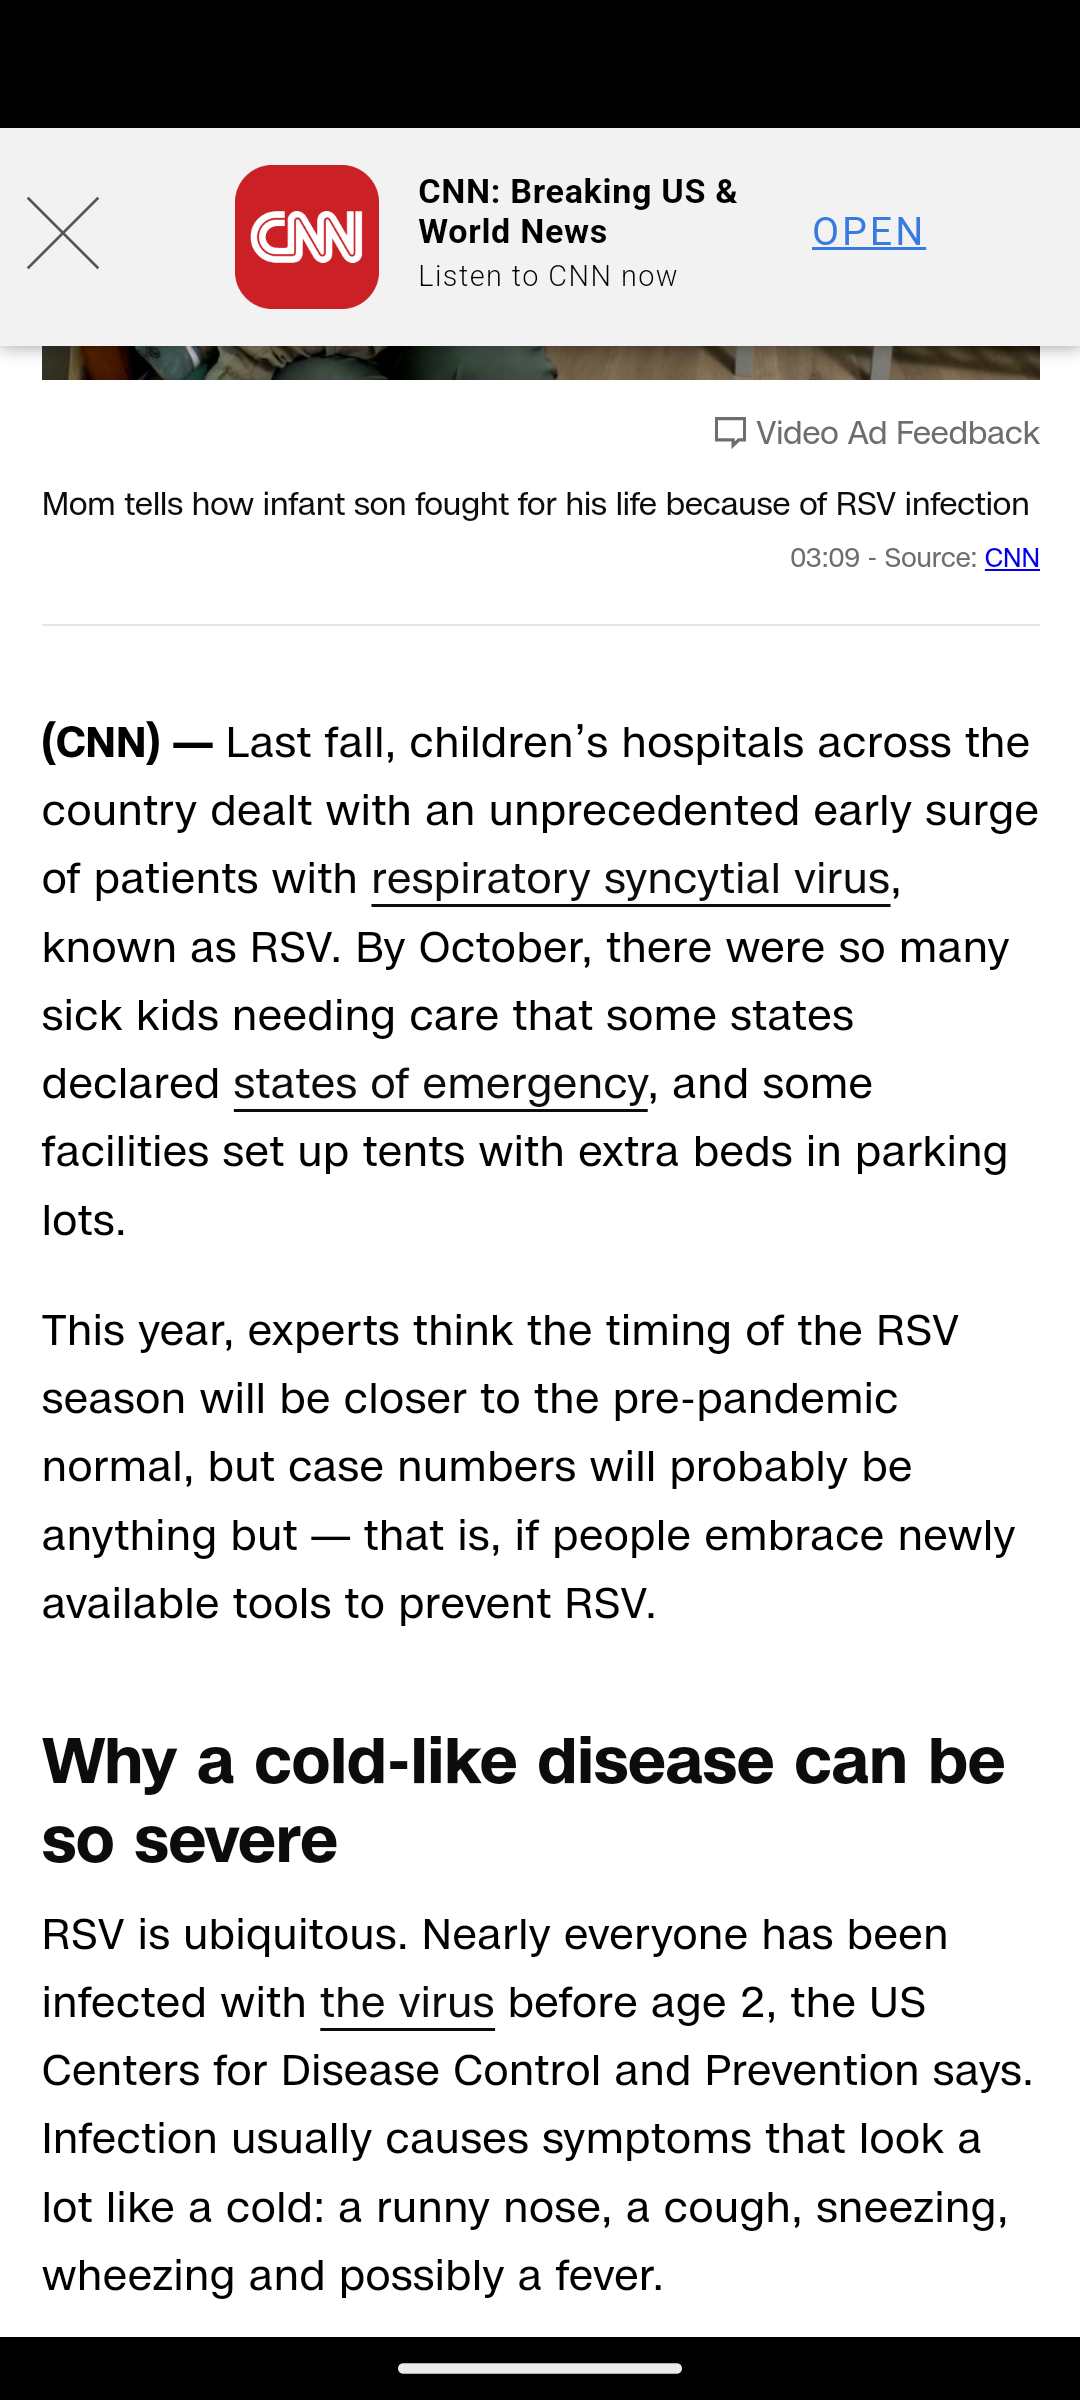 CNN
CNN: Breaking US &
World News
Listen to CNN now
OPEN
Video Ad Feedback
Mom tells how infant son fought for his life because of RSV infection
03:09 - Source: CNN
(CNN) — Last fall, children’s hospitals across the
country dealt with an unprecedented early surge
of patients with respiratory syncytial virus,
known as RSV. By October, there were so many
sick kids needing care that some states
declared states of emergency, and some
facilities set up tents with extra beds in parking
lots.
This year, experts think the timing of the RSV
season will be closer to the pre-pandemic
normal, but case numbers will probably be
anything but — that is, if people embrace newly
available tools to prevent RSV.
Why a cold-like disease can be
so severe
RSV is ubiquitous. Nearly everyone has been
infected with the virus before age 2, the US
Centers for Disease Control and Prevention says.
Infection usually causes symptoms that look a
lot like a cold: a runny nose, a cough, sneezing,
wheezing and possibly a fever.